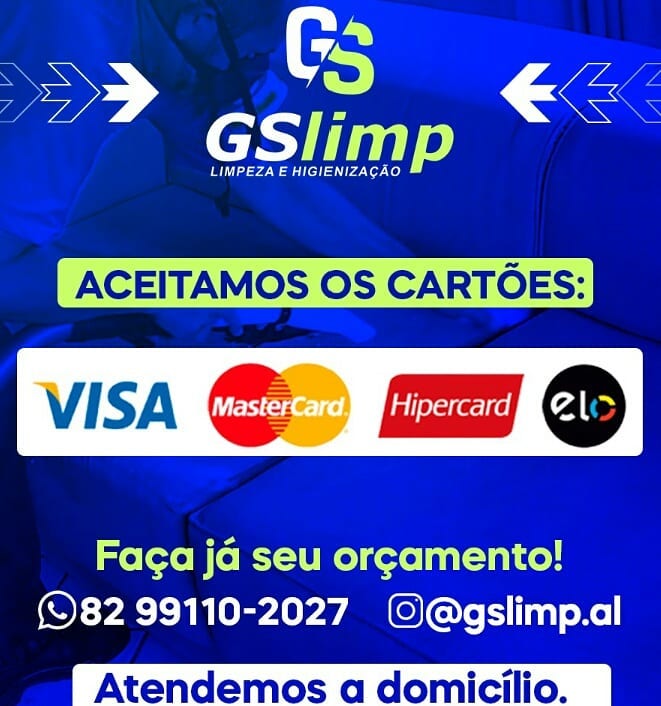 GS
GSlimp
LIMPEZA E HIGIENIZAÇÃO
ACEITAMOS OS CARTÕES:
VISA MasterCard Hipercard elo
Faça já seu orçamento!
82 99110-2027 @gslimp.al
Atendemos a domicílio.